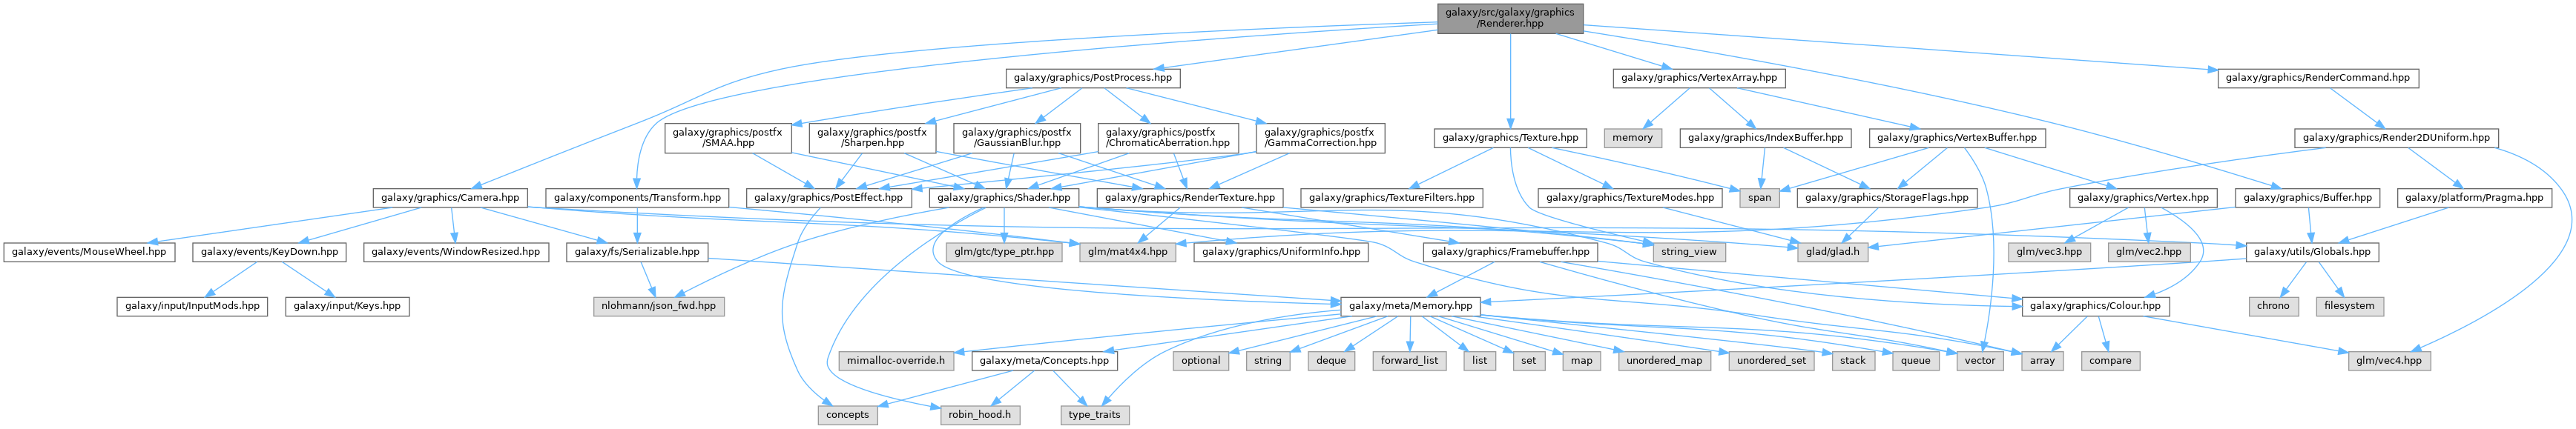 galaxy/src/galaxy/graphics
/Renderer.hpp
galaxy/graphics/PostProcess.hpp
galaxy/graphics/VertexArray.hpp
galaxy/graphics/RenderCommand.hpp
galaxy/graphics/postfx
/SMAA.hpp
galaxy/graphics/postfx
/Sharpen.hpp
galaxy/graphics/postfx
/GaussianBlur.hpp
galaxy/graphics/postfx
/ChromaticAberration.hpp
galaxy/graphics/postfx
/GammaCorrection.hpp
galaxy/graphics/Texture.hpp
memory
galaxy/graphics/IndexBuffer.hpp
galaxy/graphics/VertexBuffer.hpp
galaxy/graphics/Render2DUniform.hpp
galaxy/graphics/Camera.hpp
galaxy/components/Transform.hpp
galaxy/graphics/PostEffect.hpp
galaxy/graphics/Shader.hpp
galaxy/graphics/RenderTexture.hpp
galaxy/graphics/TextureFilters.hpp
galaxy/graphics/TextureModes.hpp
span
galaxy/graphics/StorageFlags.hpp
galaxy/graphics/Vertex.hpp
galaxy/graphics/Buffer.hpp
galaxy/platform/Pragma.hpp
galaxy/events/MouseWheel.hpp
galaxy/events/KeyDown.hpp
galaxy/events/WindowResized.hpp
galaxy/fs/Serializable.hpp
glm/gtc/type_ptr.hpp
glm/mat4x4.hpp
galaxy/graphics/UniformInfo.hpp
galaxy/graphics/Framebuffer.hpp
string_view
glad/glad.h
glm/vec3.hpp
glm/vec2.hpp
galaxy/utils/Globals.hpp
galaxy/input/InputMods.hpp
galaxy/input/Keys.hpp
nlohmann/json_fwd.hpp
galaxy/meta/Memory.hpp
galaxy/graphics/Colour.hpp
chrono
filesystem
mimalloc-override.h
galaxy/meta/Concepts.hpp
optional
string
deque
forward_list
list
set
map
unordered_map
unordered_set
stack
queue
vector
array
compare
glm/vec4.hpp
concepts
robin_hood.h
type_traits